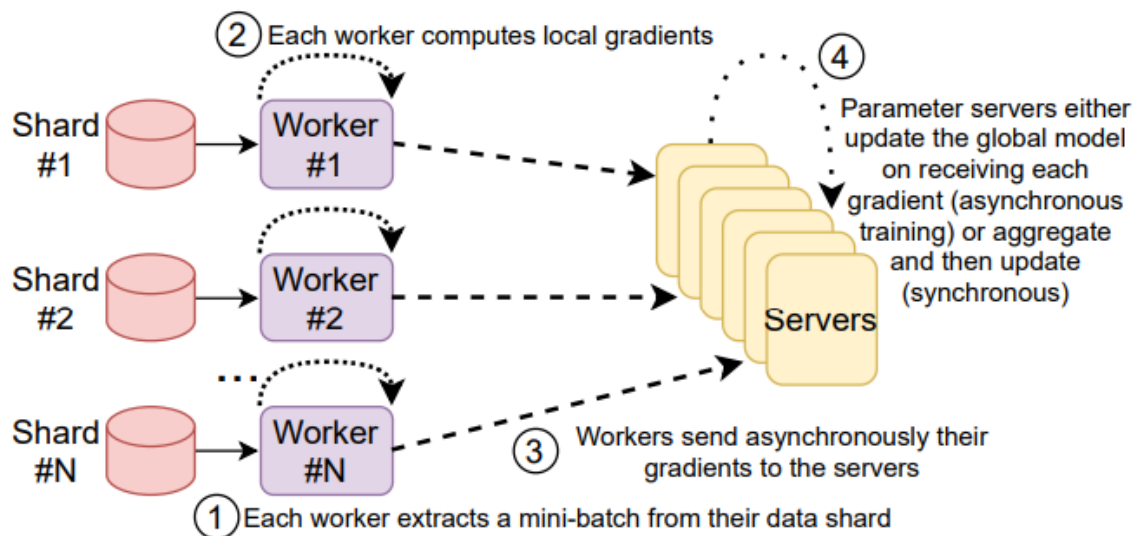 2 Each worker computes local gradients
4
Parameter servers either
update the global model
on receiving each
gradient (asynchronous
training) or aggregate
and then update
(synchronous)
Shard
#1
Worker
#1
Shard
#2
Worker
#2
Servers
...
Shard
#N
Worker
#N
3 Workers send asynchronously their
gradients to the servers
1 Each worker extracts a mini-batch from their data shard